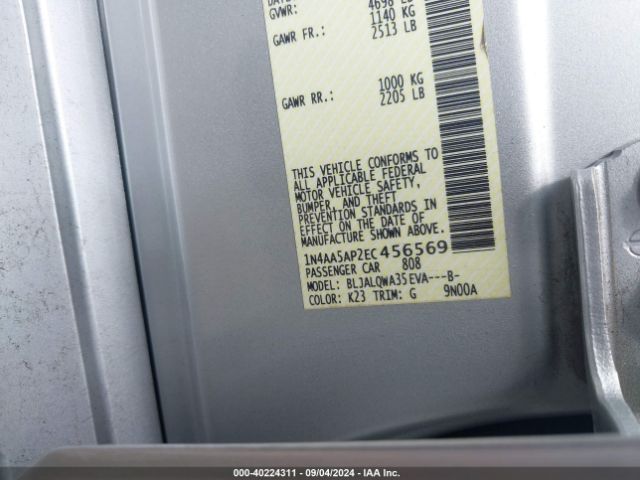 GVWR: 4698 LB
1140 KG
GAWR FR.: 2513 LB
1000 KG
GAWR RR.: 2205 LB
THIS VEHICLE CONFORMS TO
ALL APPLICABLE FEDERAL
MOTOR VEHICLE SAFETY,
BUMPER, AND THEFT
PREVENTION STANDARDS IN
EFFECT ON THE DATE OF
MANUFACTURE SHOWN ABOVE.
1N4AA5AP2EC456569
PASSENGER CAR 808
MODEL: BLJALQWA35EVA---B-
COLOR: K23 TRIM: G 9N00A
000-40224311 - 09/04/2024 - IAA Inc.